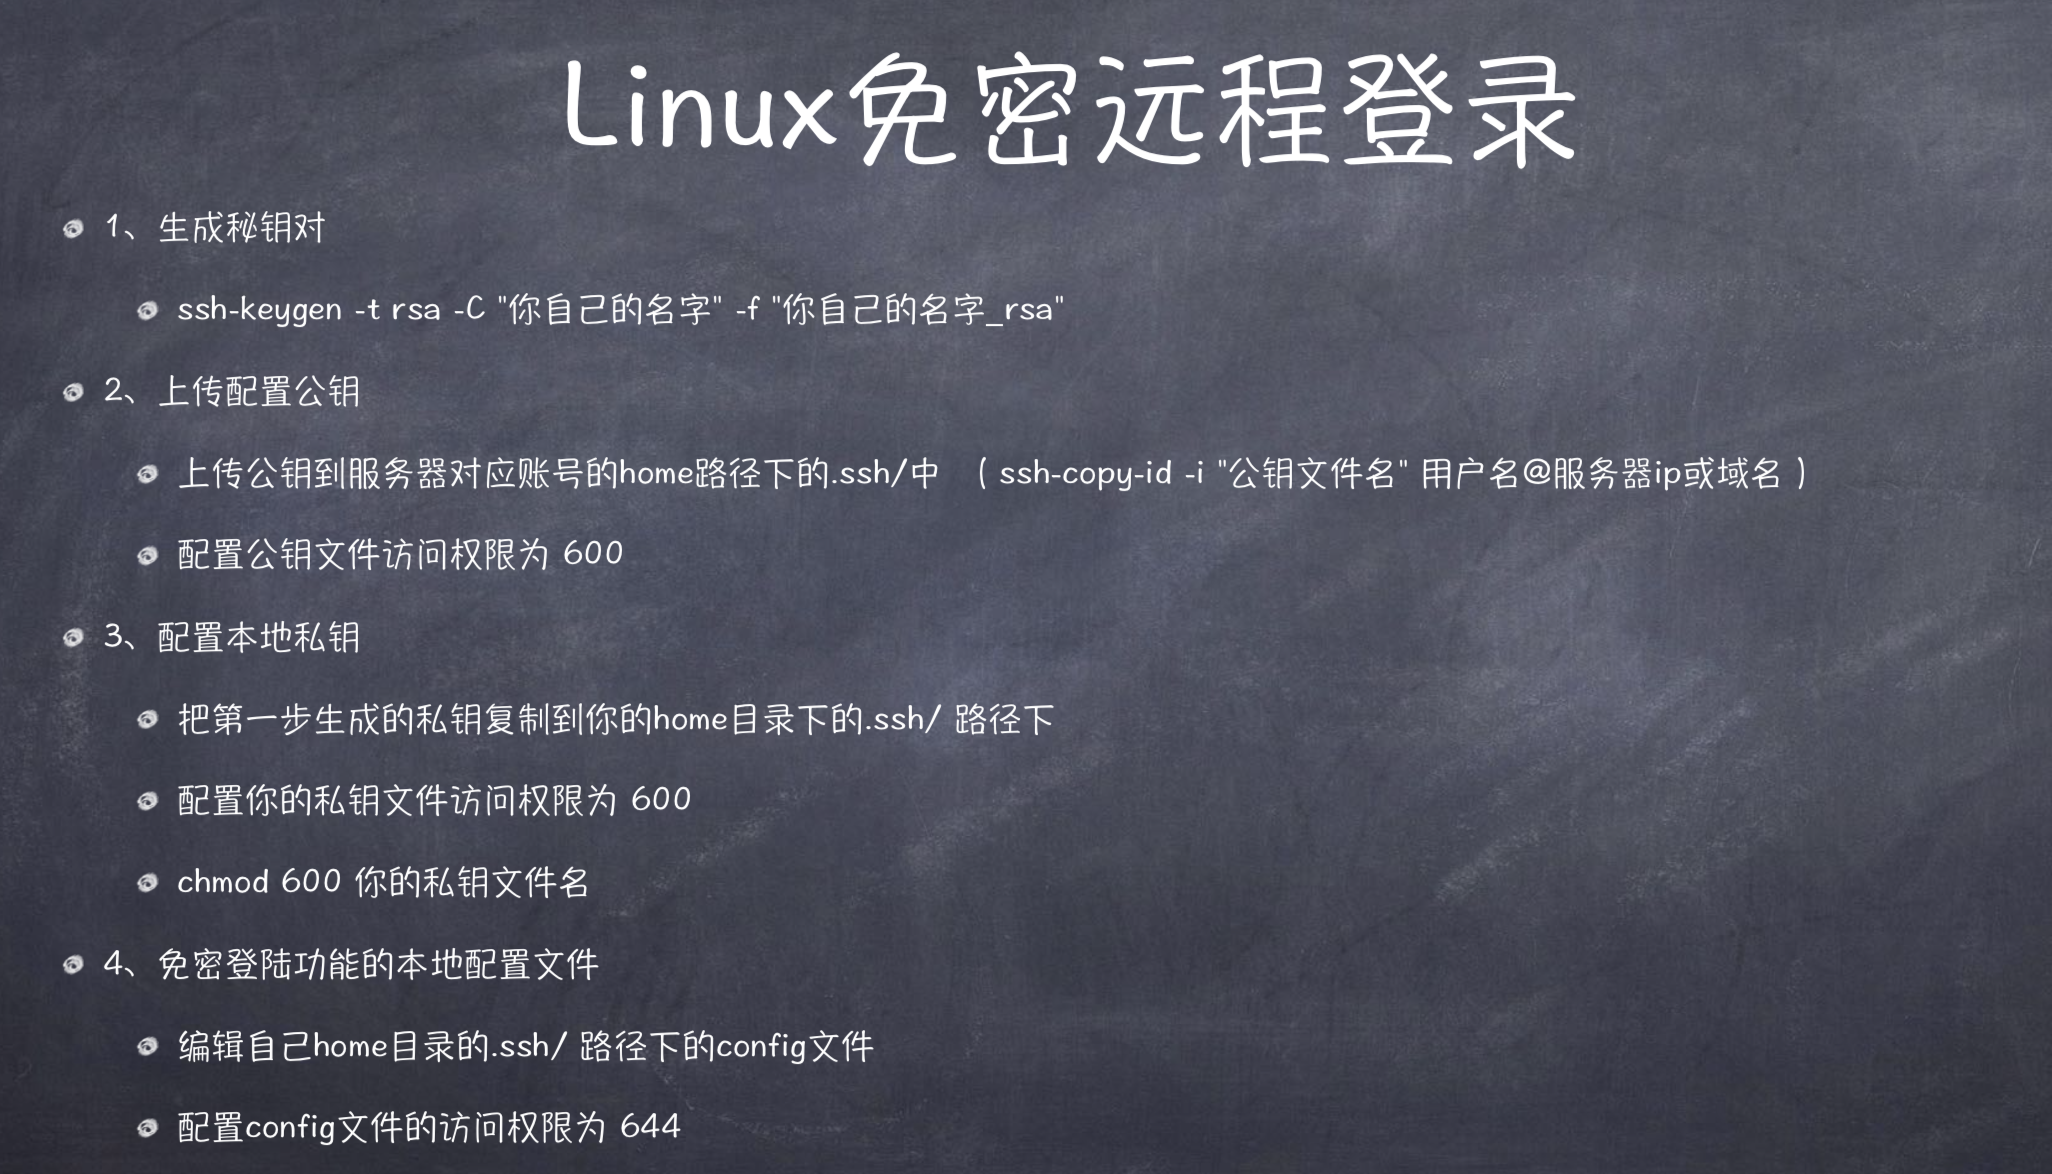 Linux免密远程登录
1、生成秘钥对
ssh-keygen -t rsa -C "你自己的名字" -f "你自己的名字_rsa"
2、上传配置公钥
上传公钥到服务器对应账号的home路径下的.ssh/中 （ssh-copy-id -i "公钥文件名" 用户名@服务器ip或域名）
配置公钥文件访问权限为 600
3、配置本地私钥
把第一步生成的私钥复制到你的home目录下的.ssh/ 路径下
配置你的私钥文件访问权限为 600
chmod 600 你的私钥文件名
4、免密登陆功能的本地配置文件
编辑自己home目录的.ssh/ 路径下的config文件
配置config文件的访问权限为 644